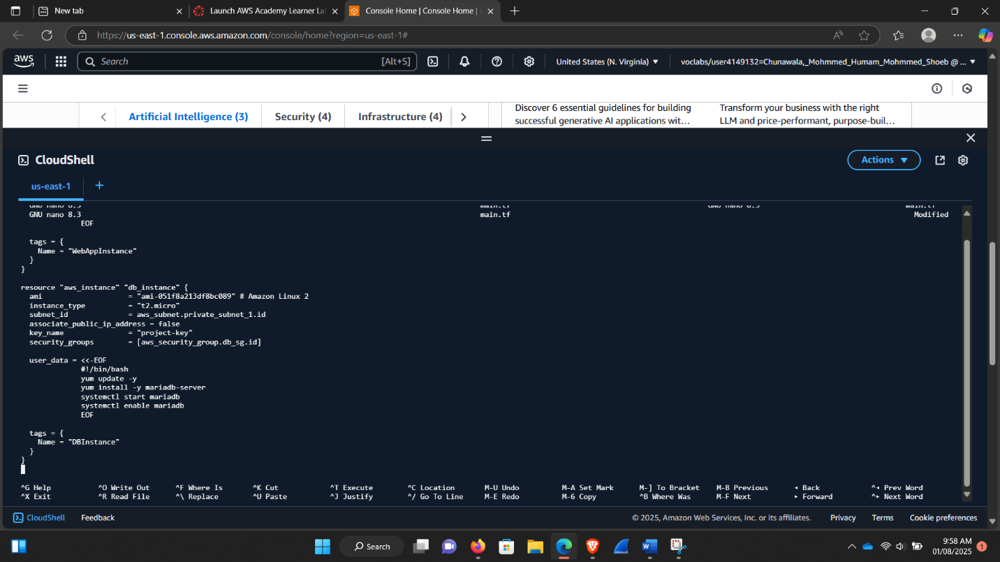 New tab
Launch AWS Academy Learner La
Console Home | Console Home |
https://us-east-1.console.aws.amazon.com/console/home?region=us-east-1#
aws
Search
[Alt+S]
United States (N. Virginia)
voclabs/user4149132=Chunawala,_Mohmmed_Humam_Mohmmed_Shoeb @ ...
Artificial Intelligence (3)
Security (4)
Infrastructure (4)
Discover 6 essential guidelines for building
successful generative AI applications wit...
Transform your business with the right
LLM and price-performant, purpose-buil...
CloudShell
Actions
us-east-1
GNU nano 8.3 main.tf GNU nano 8.3 main.tf
GNU nano 8.3 main.tf Modified
EOF
tags = {
Name = "WebAppInstance"
}
}
resource "aws_instance" "db_instance" {
ami = "ami-051f8a213df8bc089" # Amazon Linux 2
instance_type = "t2.micro"
subnet_id = aws_subnet.private_subnet_1.id
associate_public_ip_address = false
key_name = "project-key"
security_groups = [aws_security_group.db_sg.id]
user_data = <<-EOF
#!/bin/bash
yum update -y
yum install -y mariadb-server
systemctl start mariadb
systemctl enable mariadb
EOF
tags = {
Name = "DBInstance"
}
}
^G Help ^O Write Out ^F Where Is ^K Cut ^T Execute ^C Location M-U Undo M-A Set Mark M-] To Bracket M-B Previous ◂ Back ^◂ Prev Word
^X Exit ^R Read File ^\ Replace ^U Paste ^J Justify ^/ Go To Line M-E Redo M-6 Copy ^B Where Was M-F Next ▸ Forward ^▸ Next Word
CloudShell
Feedback
© 2025, Amazon Web Services, Inc. or its affiliates.
Privacy
Terms
Cookie preferences
Search
9:58 AM
01/08/2025
1